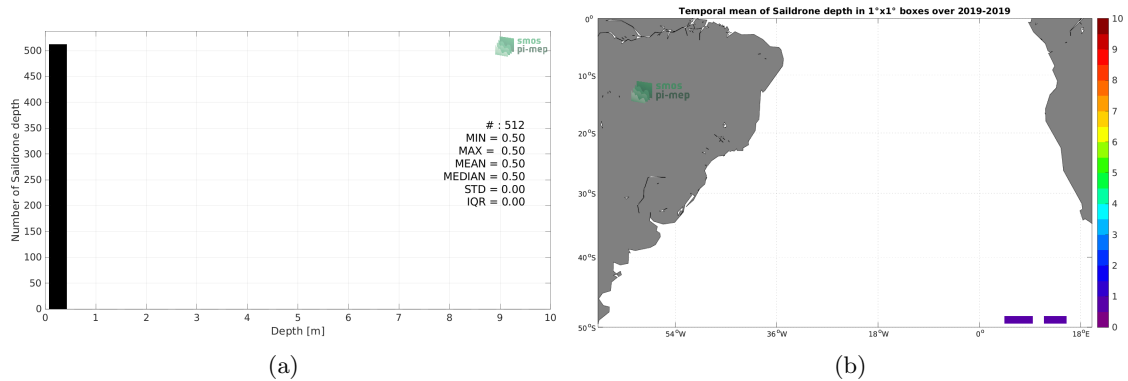 Temporal mean of Saildrone depth in 1°x1° boxes over 2019-2019
smos
pi-mep
500
450
400
350
300
250
200
150
100
50
0
Number of Saildrone depth
# : 512
MIN = 0.50
MAX = 0.50
MEAN = 0.50
MEDIAN = 0.50
STD = 0.00
IQR = 0.00
0 1 2 3 4 5 6 7 8 9 10
Depth [m]
(a)
0°
10°S
20°S
30°S
40°S
50°S
smos
pi-mep
54°W 36°W 18°W 0° 18°E
10
9
8
7
6
5
4
3
2
1
0
(b)